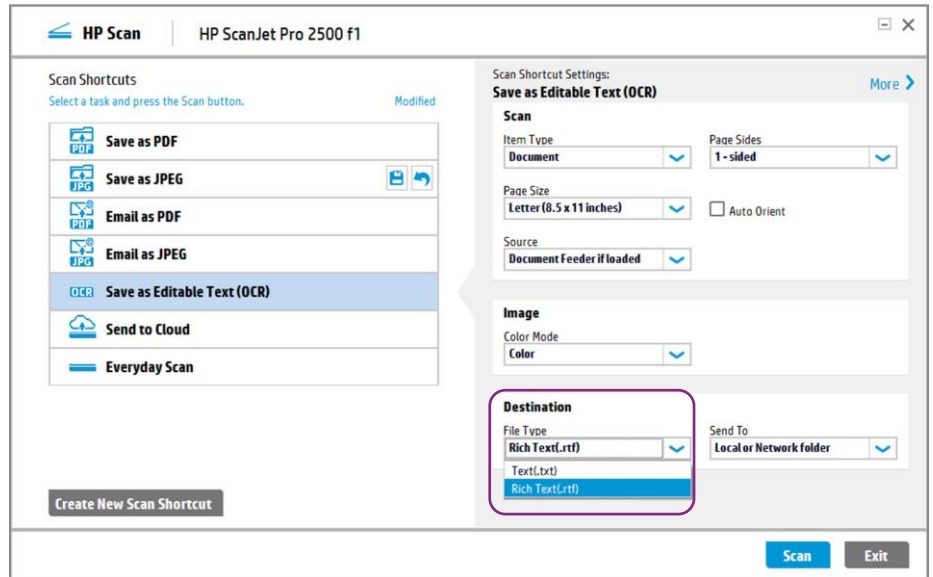 HP Scan
HP ScanJet Pro 2500 f1
Scan Shortcuts
Select a task and press the Scan button.
Modified
PDF
Save as PDF
JPG
Save as JPEG
PDF
Email as PDF
JPG
Email as JPEG
OCR
Save as Editable Text (OCR)
Send to Cloud
Everyday Scan
Create New Scan Shortcut
Scan Shortcut Settings:
Save as Editable Text (OCR)
More
Scan
Item Type
Document
Page Sides
1 - sided
Page Size
Letter (8.5 x 11 inches)
Auto Orient
Source
Document Feeder if loaded
Image
Color Mode
Color
Destination
File Type
Rich Text(.rtf)
Text(.txt)
Rich Text(.rtf)
Send To
Local or Network folder
Scan
Exit